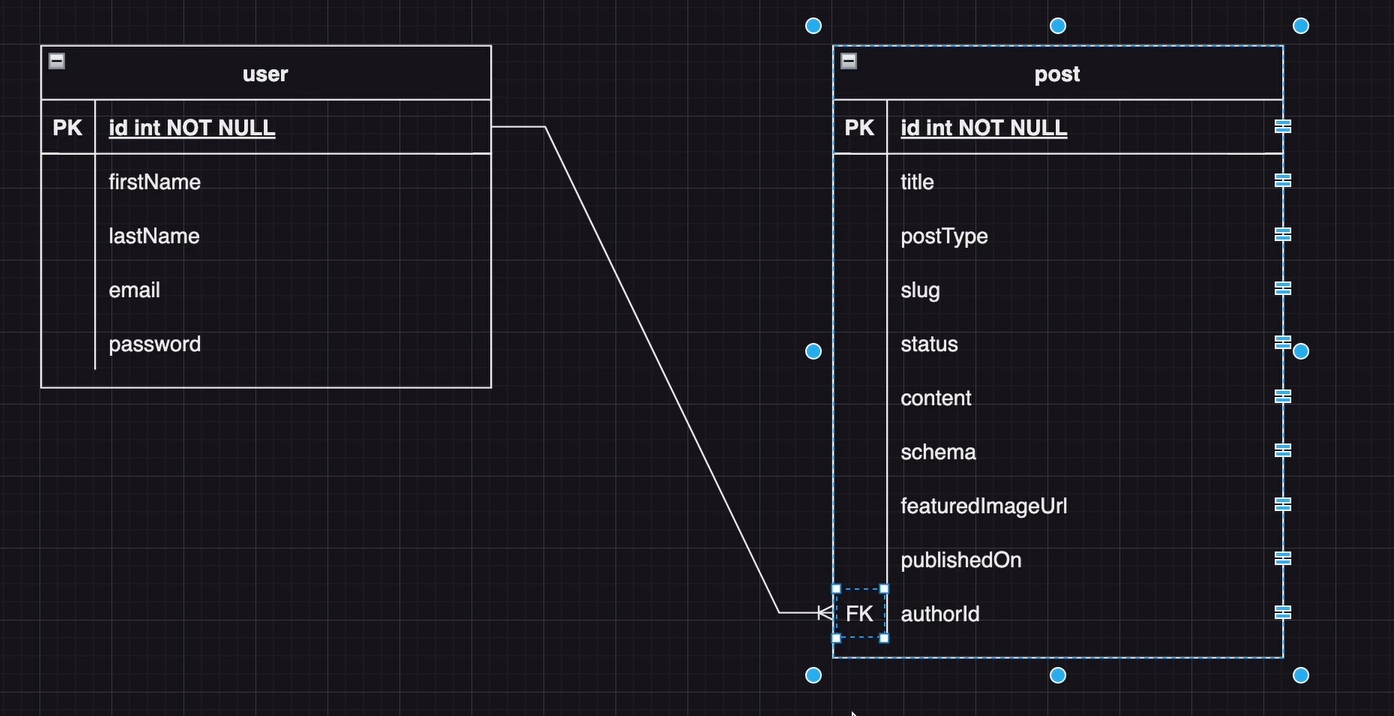 user
PK id int NOT NULL
firstName
lastName
email
password
post
PK id int NOT NULL
title
postType
slug
status
content
schema
featuredImageUrl
publishedOn
FK authorId